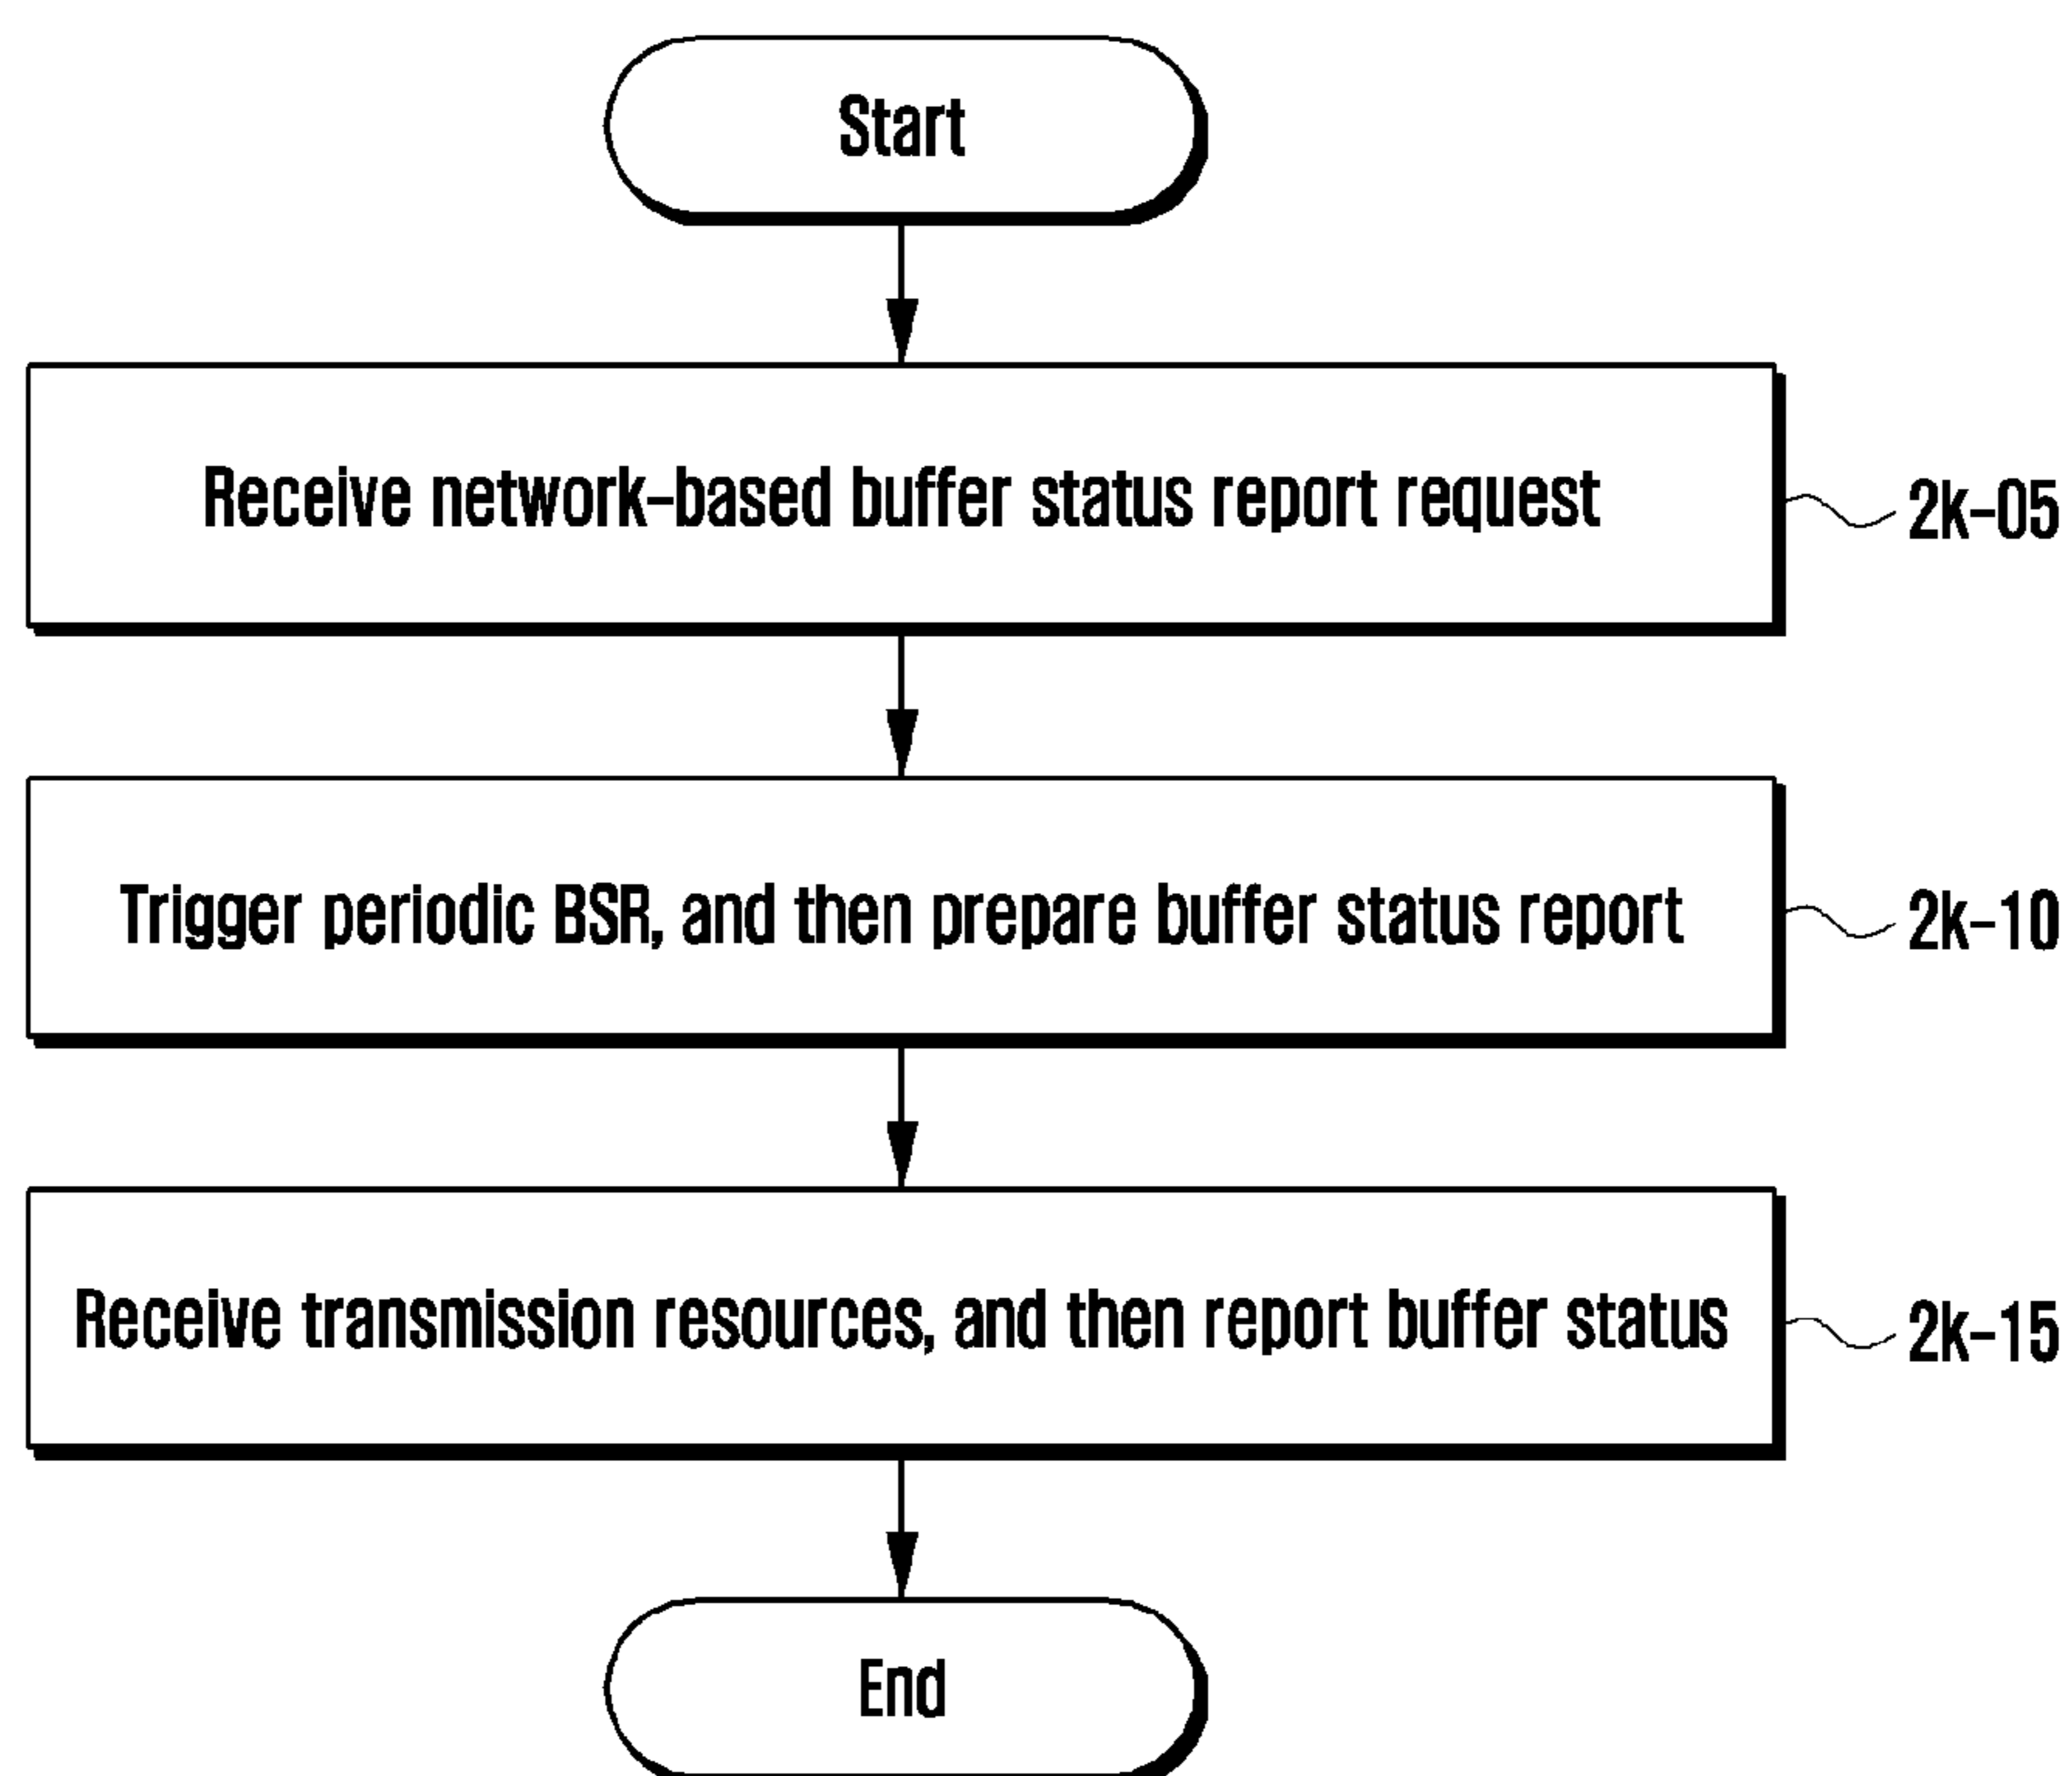 Start
Receive network-based buffer status report request
2k-05
Trigger periodic BSR, and then prepare buffer status report
2k-10
Receive transmission resources, and then report buffer status
2k-15
End